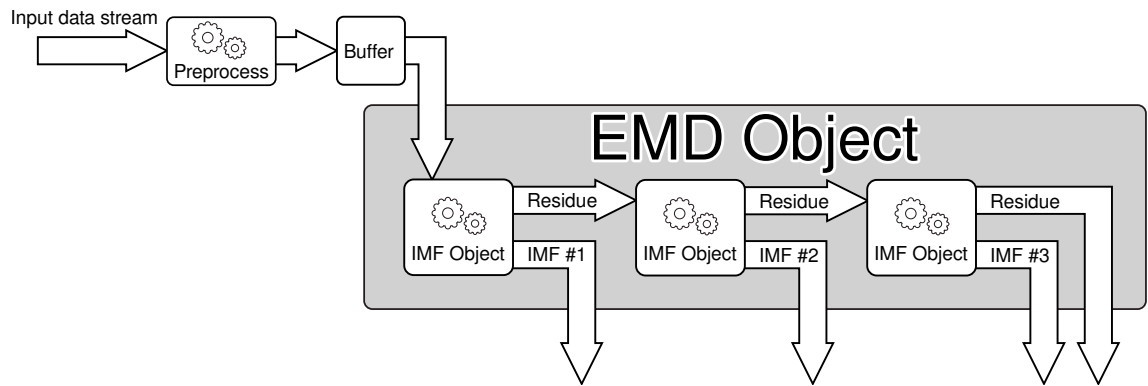 Input data stream
Preprocess
Buffer
EMD Object
Residue
Residue
Residue
IMF Object
IMF #1
IMF Object
IMF #2
IMF Object
IMF #3